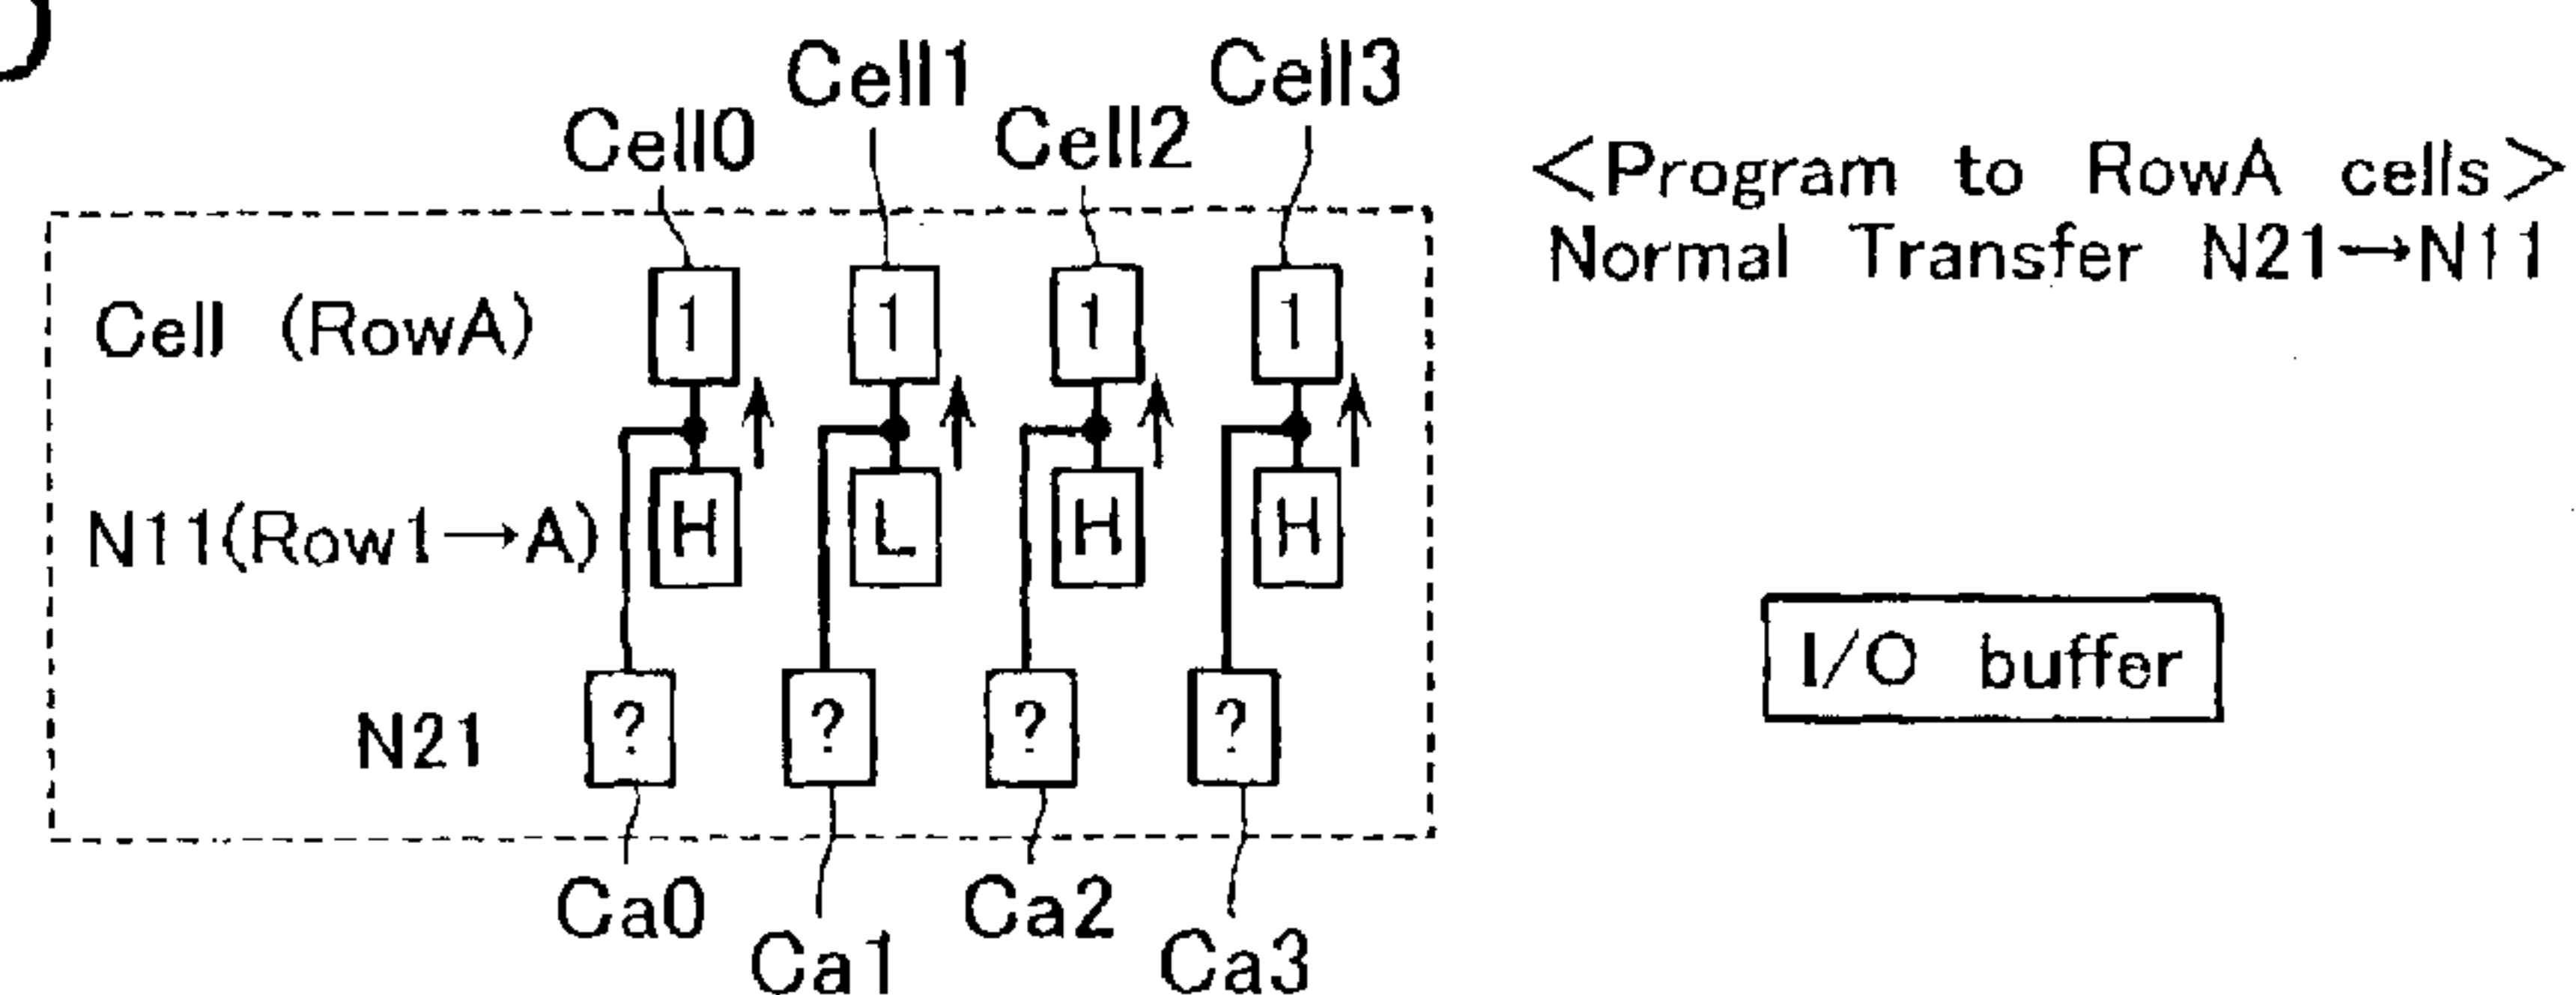 Cell0 Cell1 Cell2 Cell3
<Program to RowA cells>
Normal Transfer N21→N11
Cell (RowA) 1 1 1 1
N11(Row1→A) H L H H
I/O buffer
N21 ? ? ? ?
Ca0 Ca1 Ca2 Ca3